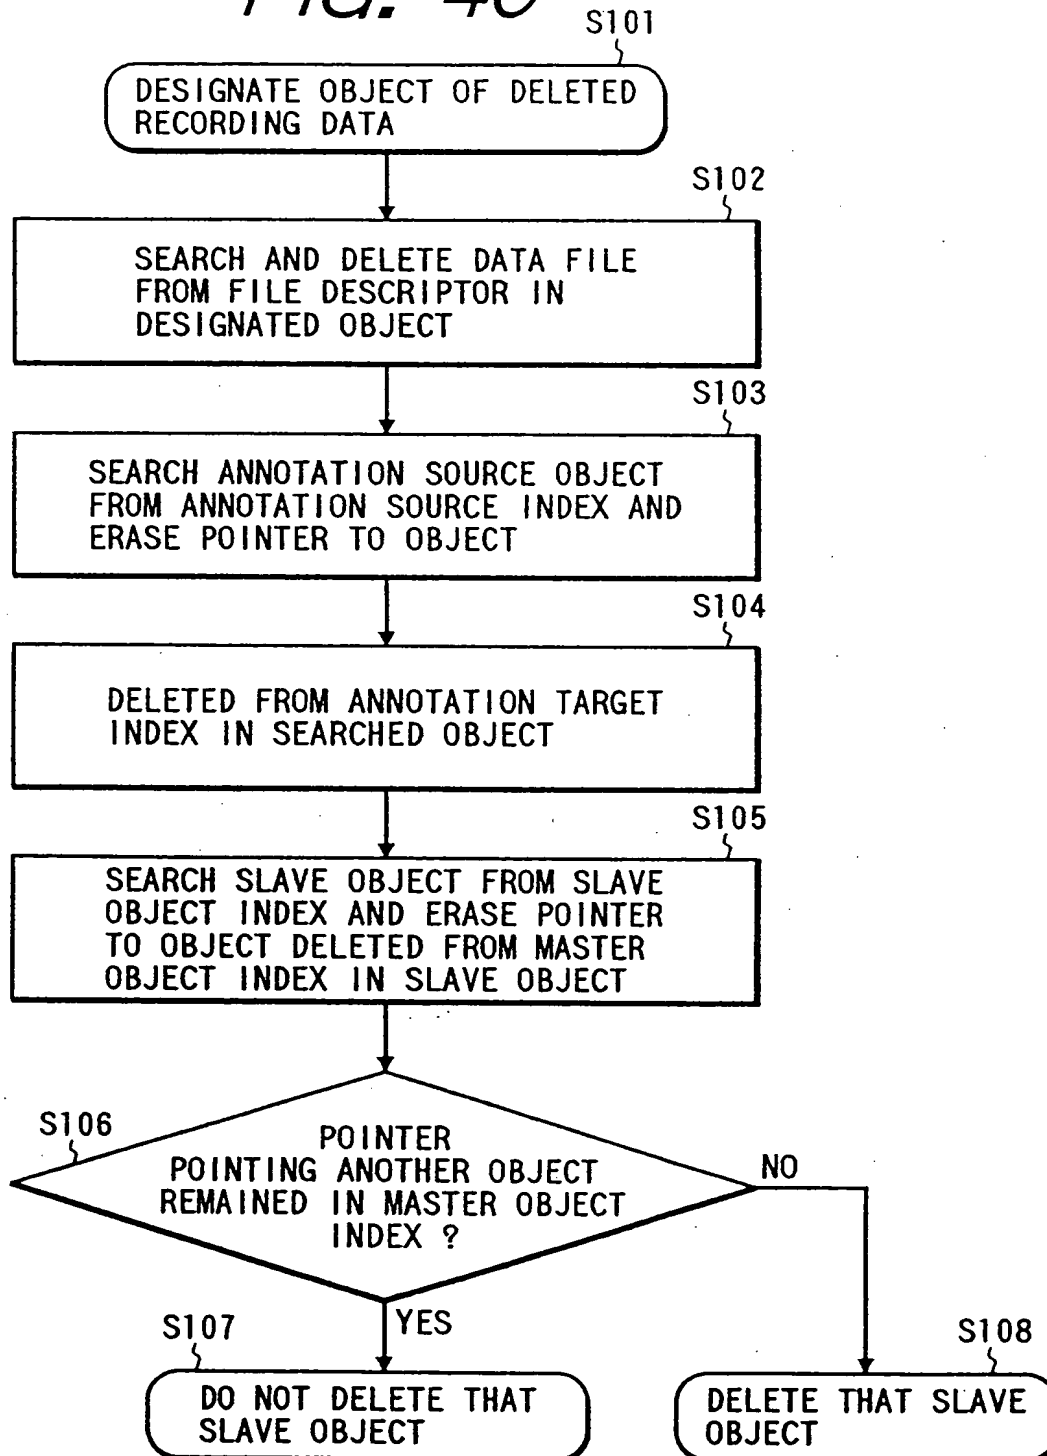 FIG. 40
S101
DESIGNATE OBJECT OF DELETED
RECORDING DATA
S102
SEARCH AND DELETE DATA FILE
FROM FILE DESCRIPTOR IN
DESIGNATED OBJECT
S103
SEARCH ANNOTATION SOURCE OBJECT
FROM ANNOTATION SOURCE INDEX AND
ERASE POINTER TO OBJECT
S104
DELETED FROM ANNOTATION TARGET
INDEX IN SEARCHED OBJECT
S105
SEARCH SLAVE OBJECT FROM SLAVE
OBJECT INDEX AND ERASE POINTER
TO OBJECT DELETED FROM MASTER
OBJECT INDEX IN SLAVE OBJECT
S106
POINTER
POINTING ANOTHER OBJECT
REMAINED IN MASTER OBJECT
INDEX ?
NO
YES
S107
DO NOT DELETE THAT
SLAVE OBJECT
S108
DELETE THAT SLAVE
OBJECT